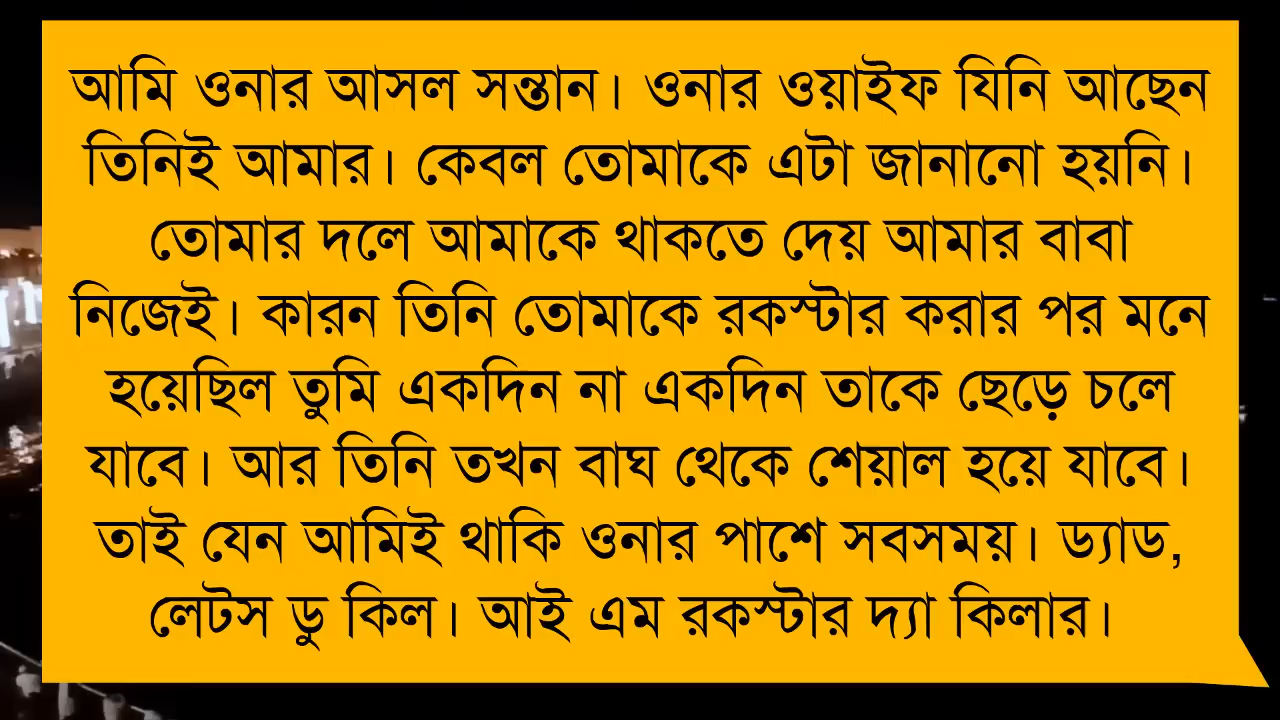 আমি ওনার আসল সন্তান। ওনার ওয়াইফ যিনি আছেন
তিনিই আমার। কেবল তোমাকে এটা জানানো হয়নি।
তোমার দলে আমাকে থাকতে দেয় আমার বাবা
নিজেই। কারন তিনি তোমাকে রকস্টার করার পর মনে
হয়েছিল তুমি একদিন না একদিন তাকে ছেড়ে চলে
যাবে। আর তিনি তখন বাঘ থেকে শেয়াল হয়ে যাবে।
তাই যেন আমিই থাকি ওনার পাশে সবসময়। ড্যাড,
লেটস ডু কিল। আই এম রকস্টার দ্যা কিলার।